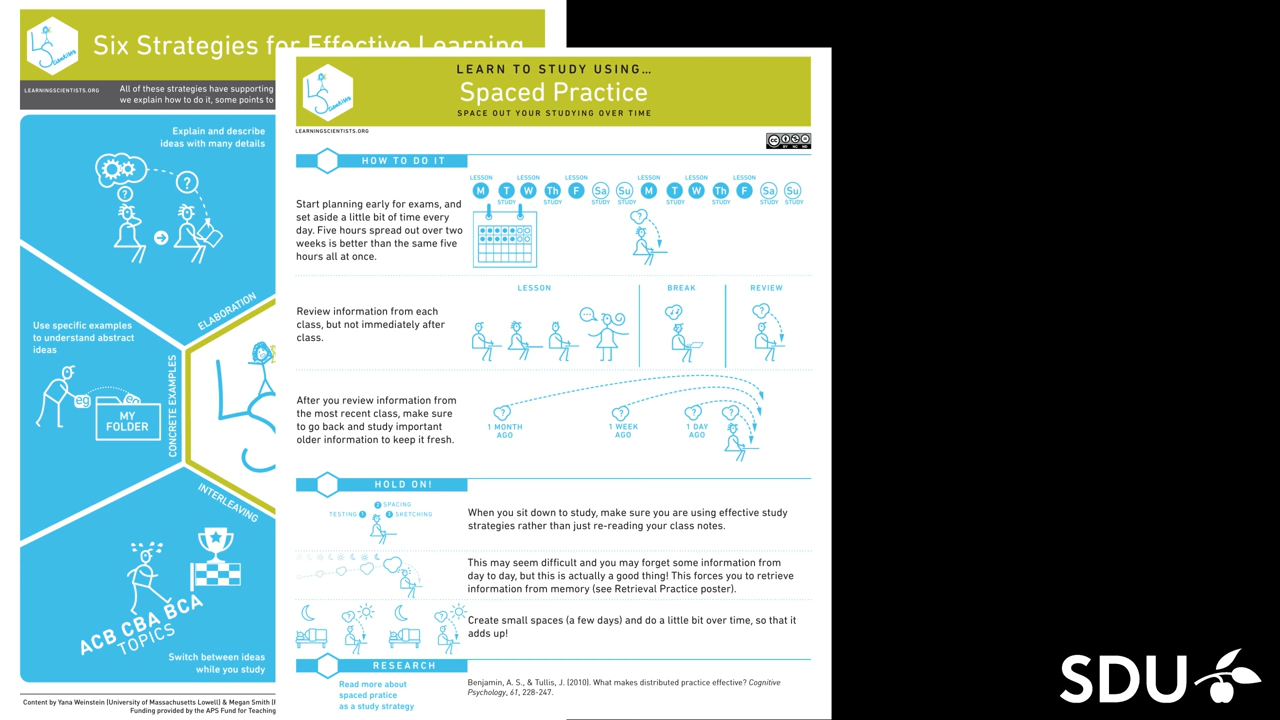 Six Strategies for Effective Learning
LEARNINGSCIENTISTS.ORG
All of these strategies have supporting
we explain how to do it, some points to
Explain and describe
ideas with many details
?
?
ELABORATION
Use specific examples
to understand abstract
ideas
eg
eg
MY
FOLDER
CONCRETE EXAMPLES
INTERLEAVING
ACB CBA BCA
TOPICS
Switch between ideas
while you study
Content by Yana Weinstein (University of Massachusetts Lowell) & Megan Smith (
Funding provided by the APS Fund for Teaching
LEARN TO STUDY USING...
Spaced Practice
SPACE OUT YOUR STUDYING OVER TIME
LEARNINGSCIENTISTS.ORG
CC BY NC ND
HOW TO DO IT
Start planning early for exams, and
set aside a little bit of time every
day. Five hours spread out over two
weeks is better than the same five
hours all at once.
LESSON LESSON LESSON LESSON LESSON LESSON
M T W Th F Sa Su M T W Th F Sa Su
STUDY STUDY STUDY STUDY STUDY STUDY STUDY STUDY
?
Review information from each
class, but not immediately after
class.
LESSON BREAK REVIEW
?
After you review information from
the most recent class, make sure
to go back and study important
older information to keep it fresh.
? ? ? ?
1 MONTH
AGO
1 WEEK
AGO
1 DAY
AGO
HOLD ON!
2 SPACING
TESTING 1 3 SKETCHING
When you sit down to study, make sure you are using effective study
strategies rather than just re-reading your class notes.
This may seem difficult and you may forget some information from
day to day, but this is actually a good thing! This forces you to retrieve
information from memory (see Retrieval Practice poster).
? ?
Create small spaces (a few days) and do a little bit over time, so that it
adds up!
RESEARCH
Read more about
spaced pratice
as a study strategy
Benjamin, A. S., & Tullis, J. (2010). What makes distributed practice effective? Cognitive
Psychology, 61, 228-247.
SDU